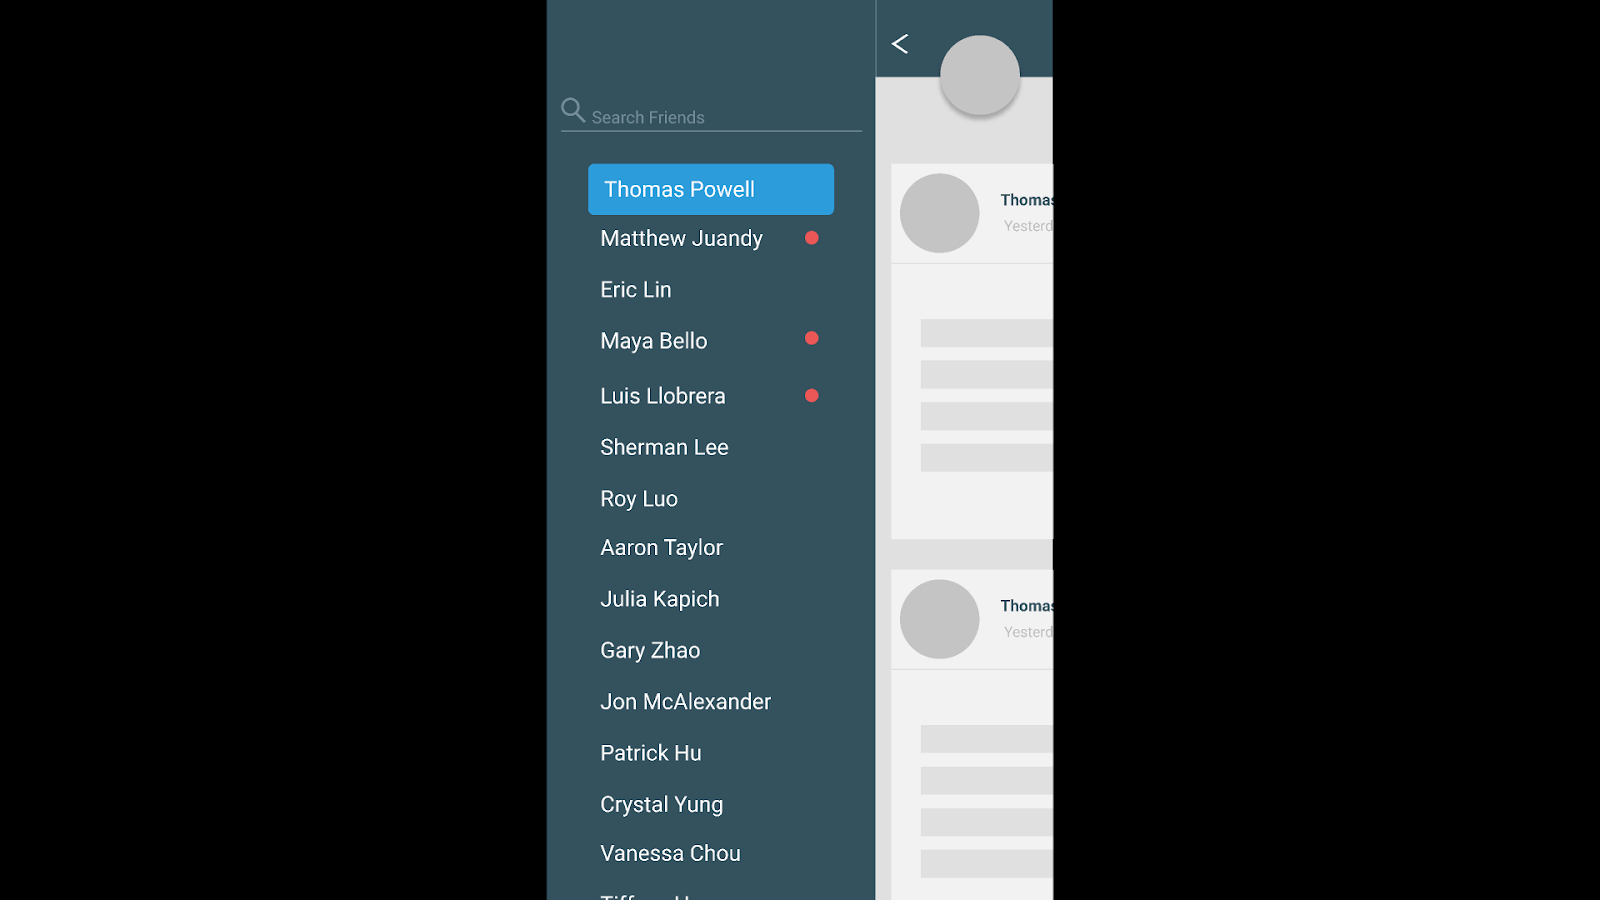 Search Friends
Thomas Powell
Matthew Juandy
Eric Lin
Maya Bello
Luis Llobrera
Sherman Lee
Roy Luo
Aaron Taylor
Julia Kapich
Gary Zhao
Jon McAlexander
Patrick Hu
Crystal Yung
Vanessa Chou
Thomas
Yesterd
Thomas
Yesterd